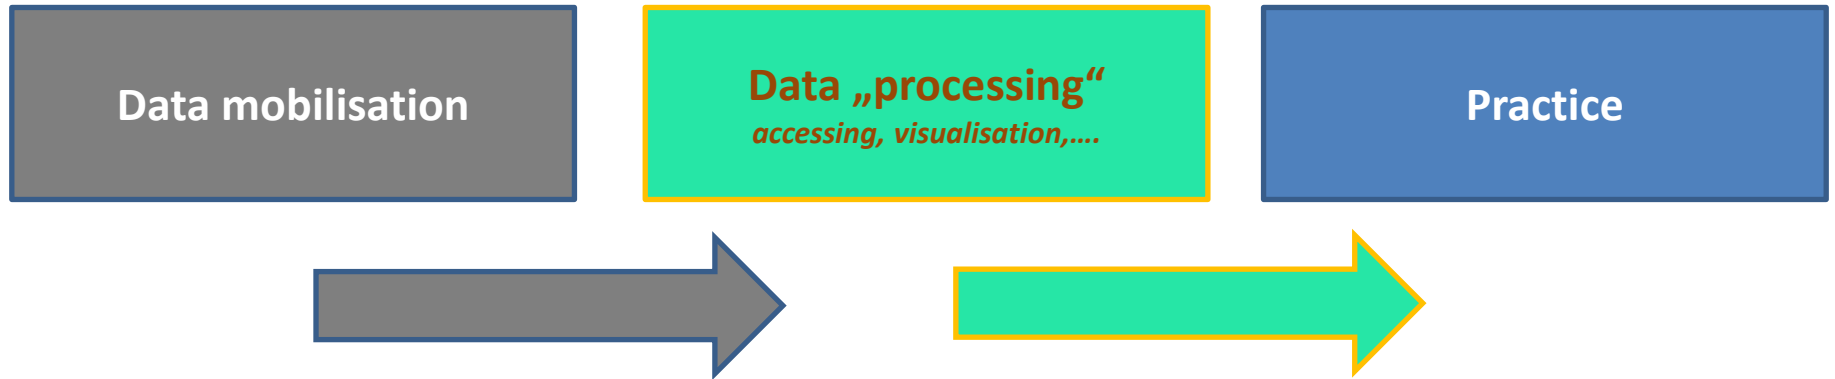 Data mobilisation
Data „processing“
accessing, visualisation,....
Practice